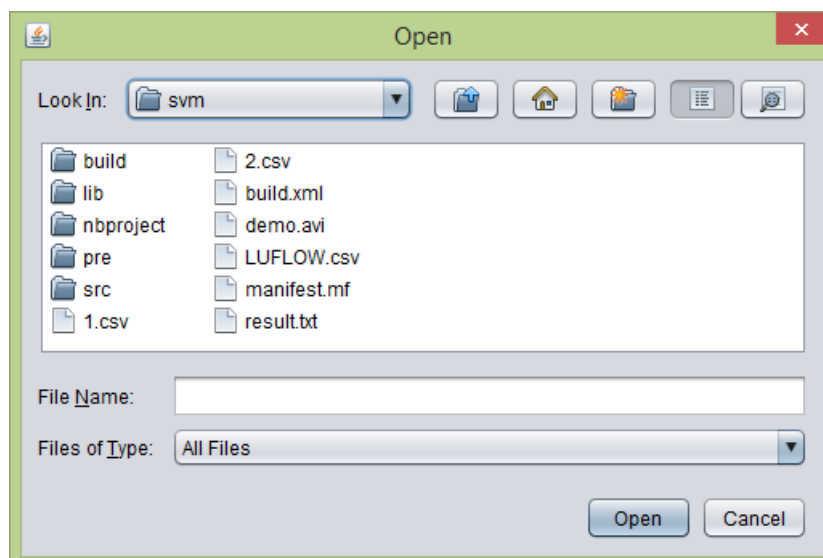 Open
Look In: svm
build
lib
nbproject
pre
src
1.csv
2.csv
build.xml
demo.avi
LUFLOW.csv
manifest.mf
result.txt
File Name:
Files of Type: All Files
Open Cancel